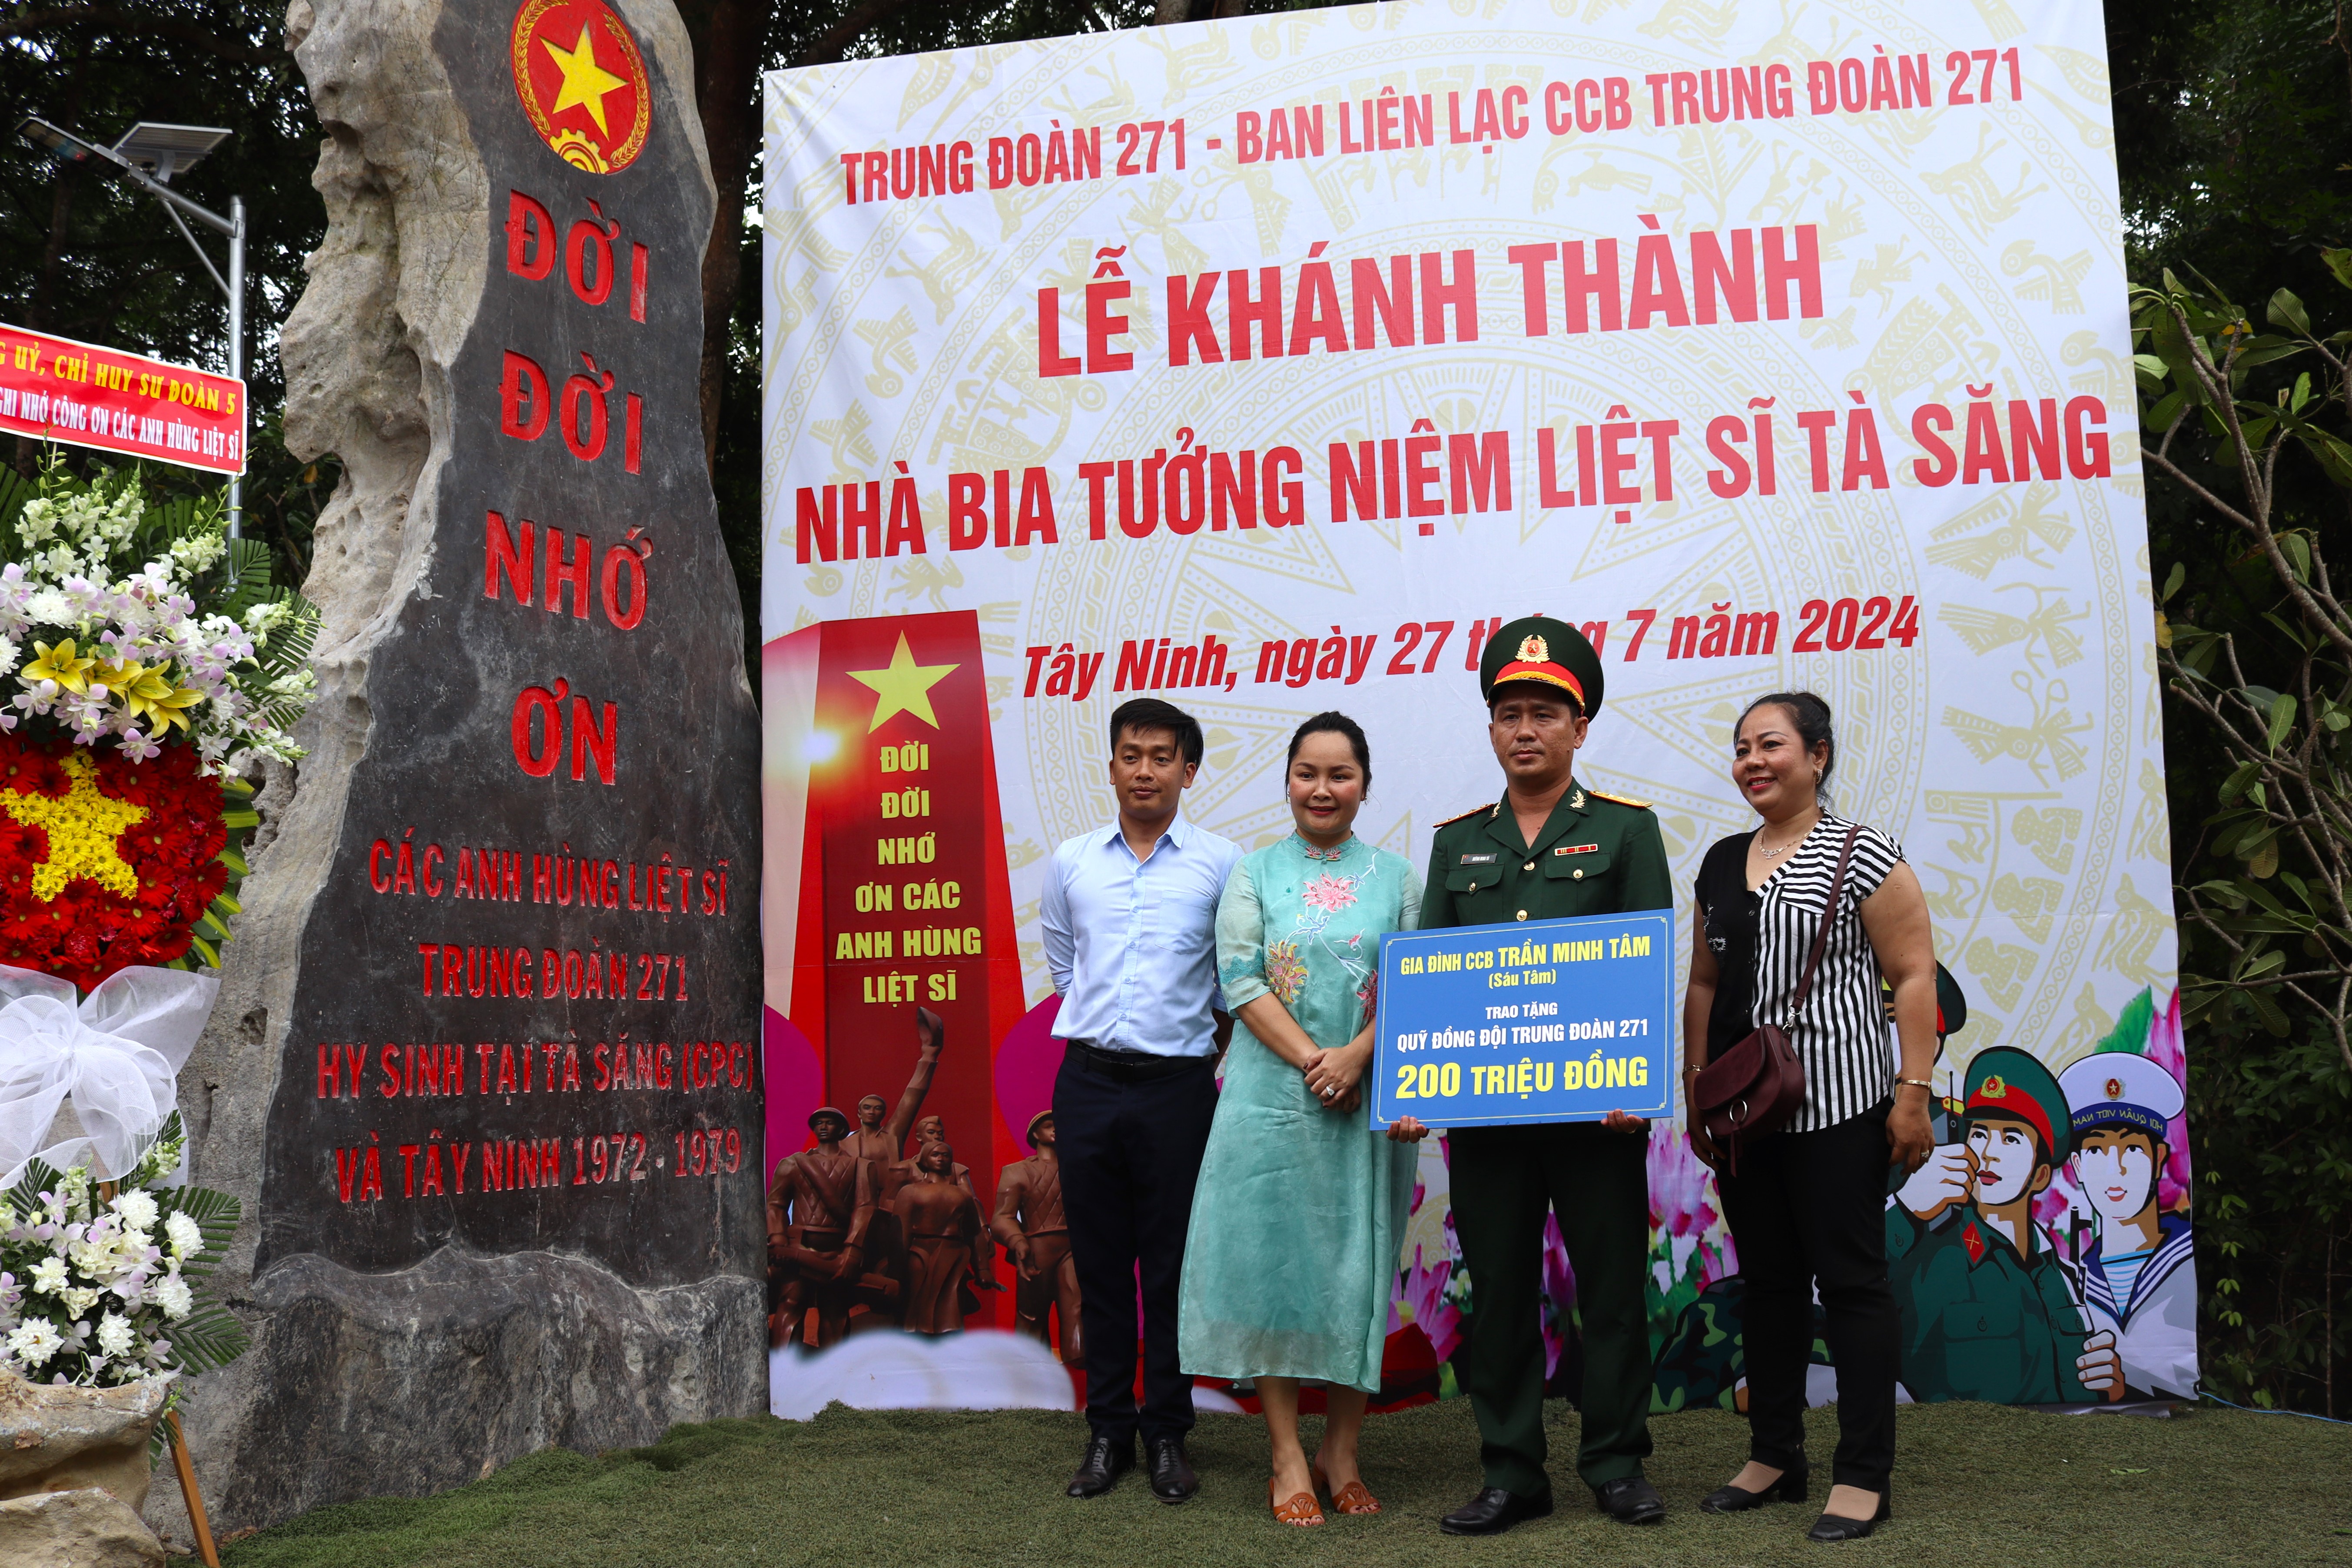 UỶ, CHỈ HUY SƯ ĐOÀN 5
GHI NHỚ CÔNG ƠN CÁC ANH HÙNG LIỆT SĨ
ĐỜI
ĐỜI
NHỚ
ƠN
CÁC ANH HÙNG LIỆT SĨ
TRUNG ĐOÀN 271
HY SINH TẠI TÀ SĂNG (CPC)
VÀ TÂY NINH 1972 - 1979
TRUNG ĐOÀN 271 - BAN LIÊN LẠC CCB TRUNG ĐOÀN 271
LỄ KHÁNH THÀNH
NHÀ BIA TƯỞNG NIỆM LIỆT SĨ TÀ SĂNG
Tây Ninh, ngày 27 tháng 7 năm 2024
ĐỜI
ĐỜI
NHỚ
ƠN CÁC
ANH HÙNG
LIỆT SĨ
GIA ĐÌNH CCB TRẦN MINH TÂM
(Sáu Tâm)
TRAO TẶNG
QUỸ ĐỒNG ĐỘI TRUNG ĐOÀN 271
200 TRIỆU ĐỒNG